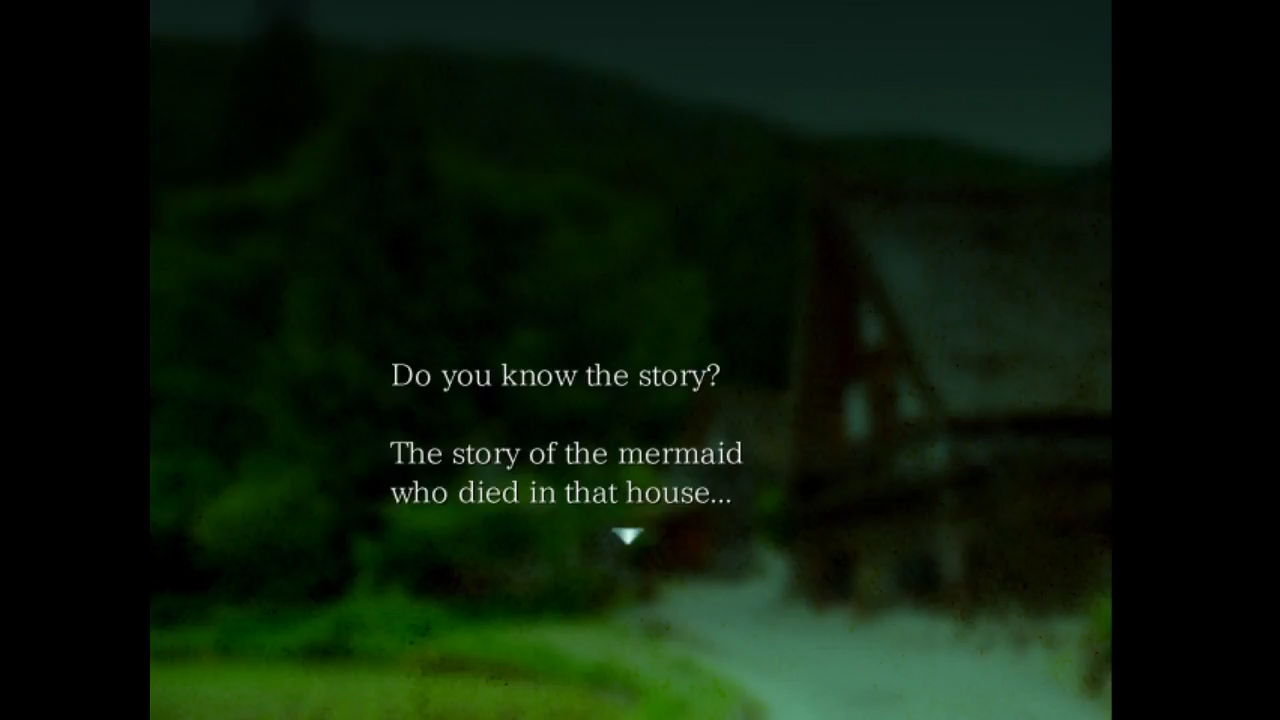 Do you know the story?
The story of the mermaid
who died in that house...